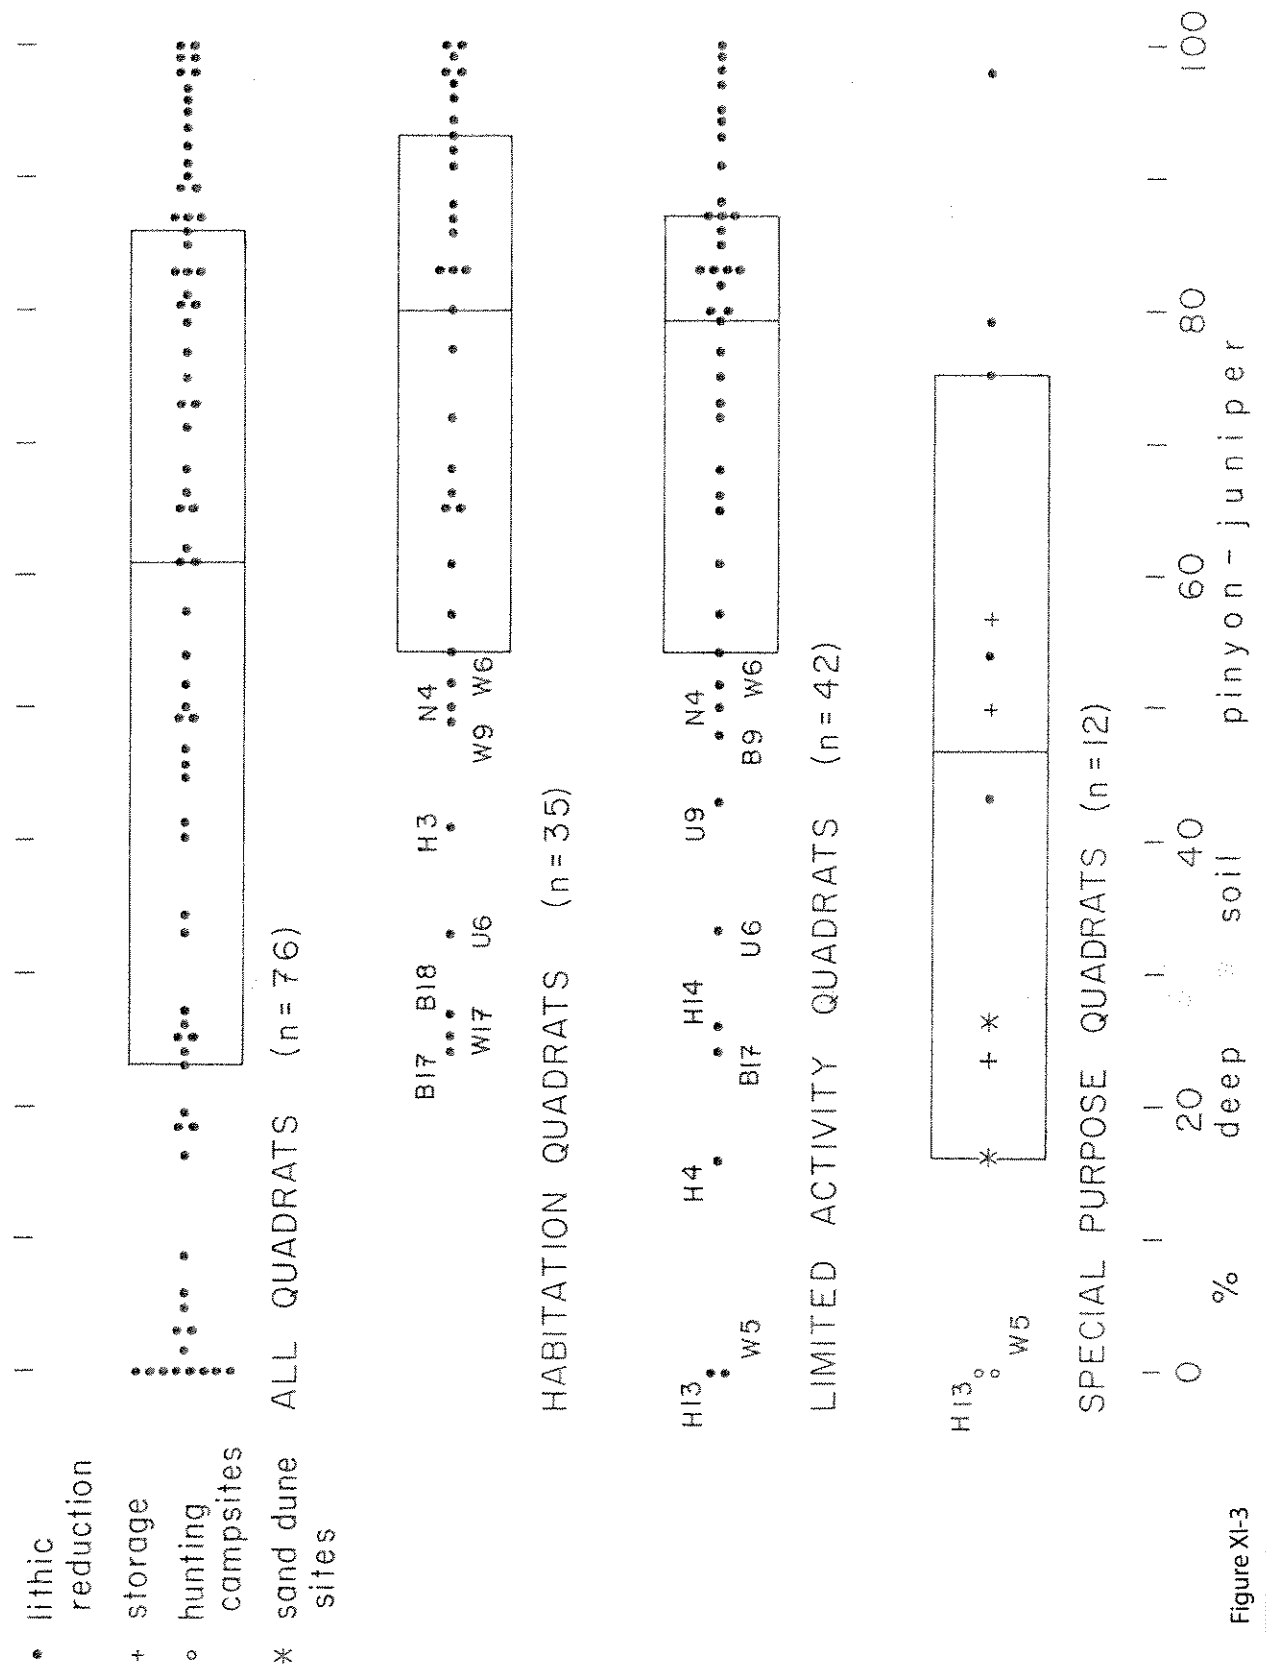 • lithic
reduction
+ storage
○ hunting
campsites
* sand dune
sites
ALL QUADRATS (n=76)
B17 B18 H3 N4
W17 U6 W9 W6
HABITATION QUADRATS (n=35)
H13 H4 H14 U9 N4
W5 B17 U6 B9 W6
LIMITED ACTIVITY QUADRATS (n=42)
H13
W5
SPECIAL PURPOSE QUADRATS (n=12)
0 20 40 60 80 100
% deep soil pinyon-juniper
Figure XI-3